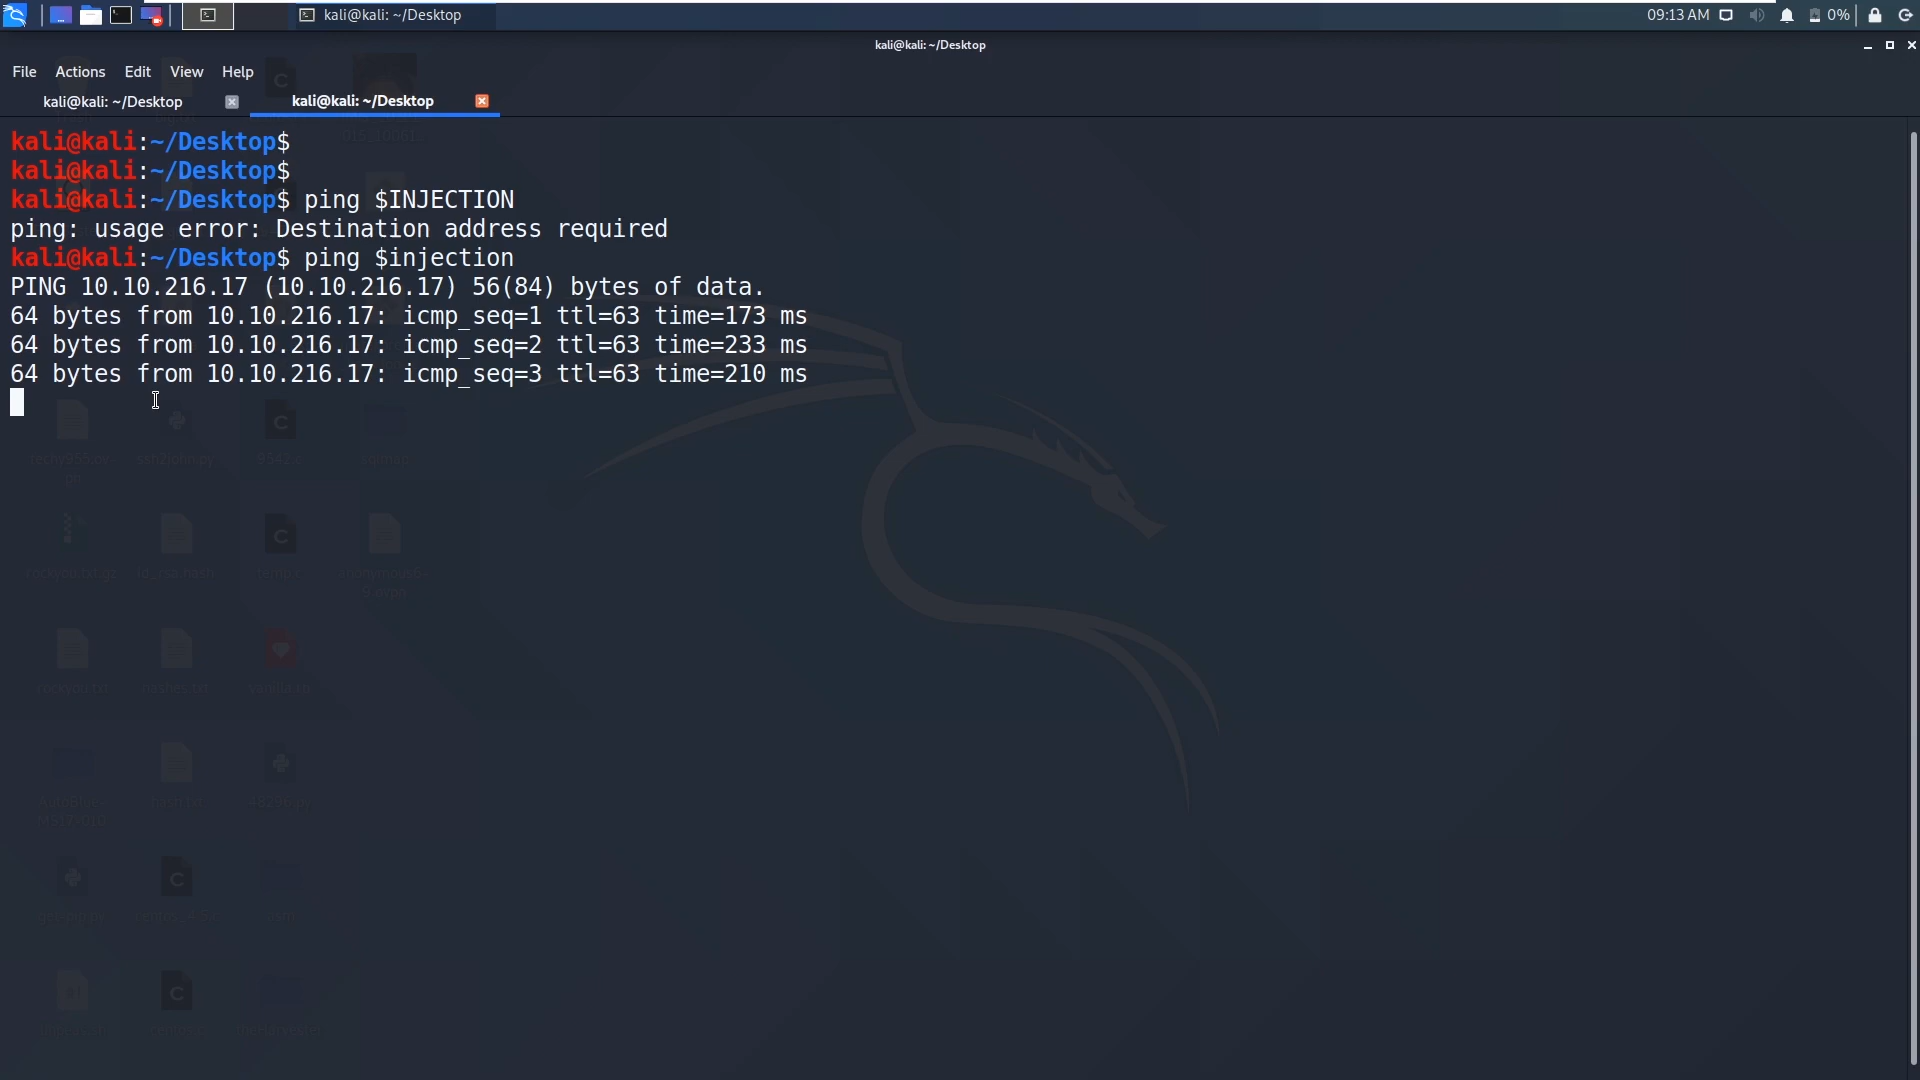 kali@kali: ~/Desktop
09:13 AM
0%
kali@kali: ~/Desktop
File Actions Edit View Help
kali@kali: ~/Desktop
kali@kali: ~/Desktop
kali@kali:~/Desktop$
kali@kali:~/Desktop$
kali@kali:~/Desktop$ ping $INJECTION
ping: usage error: Destination address required
kali@kali:~/Desktop$ ping $injection
PING 10.10.216.17 (10.10.216.17) 56(84) bytes of data.
64 bytes from 10.10.216.17: icmp_seq=1 ttl=63 time=173 ms
64 bytes from 10.10.216.17: icmp_seq=2 ttl=63 time=233 ms
64 bytes from 10.10.216.17: icmp_seq=3 ttl=63 time=210 ms